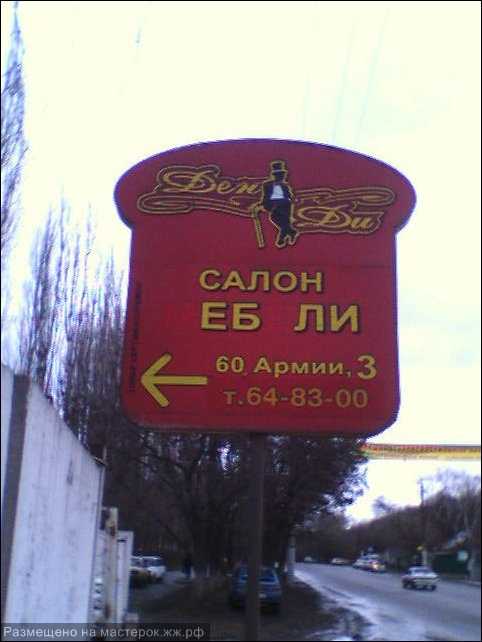 Ден Ди
САЛОН
ЕБ ЛИ
60 Армии, 3
т.64-83-00
Размещено на мастерок.жж.рф